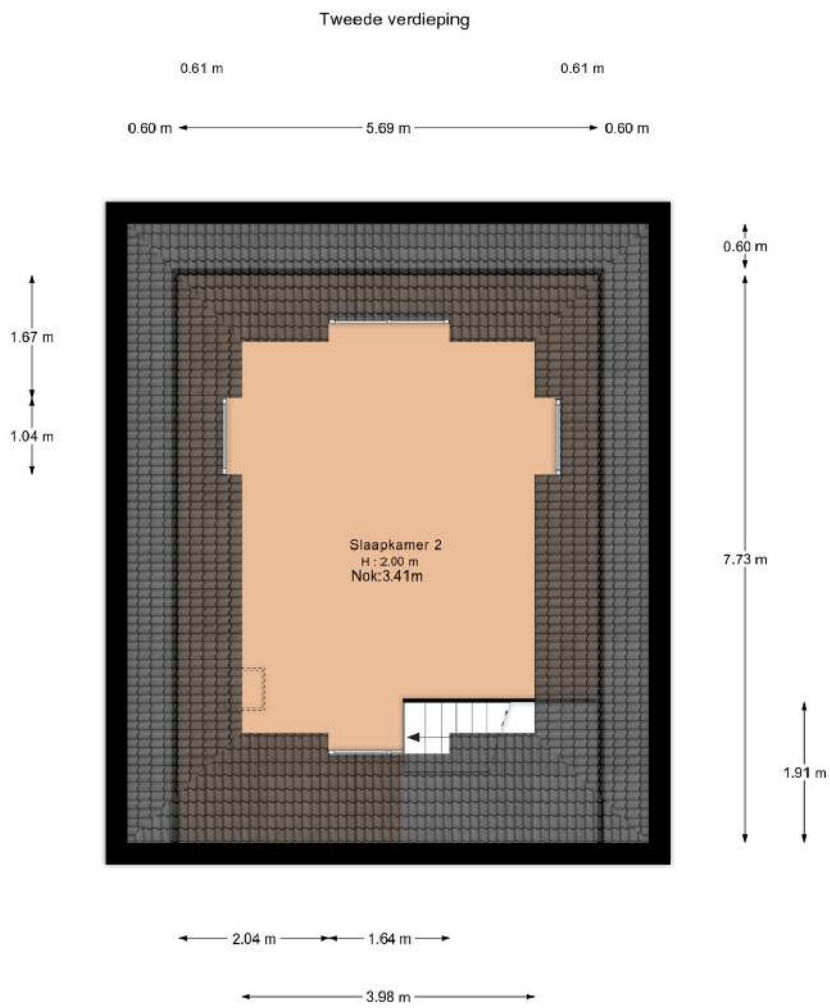 Tweede verdieping
0.61 m 0.61 m
0.60 m 5.69 m 0.60 m
0.60 m
1.67 m
1.04 m
Slaapkamer 2
H : 2.00 m
Nok:3.41m
7.73 m
1.91 m
2.04 m 1.64 m
3.98 m